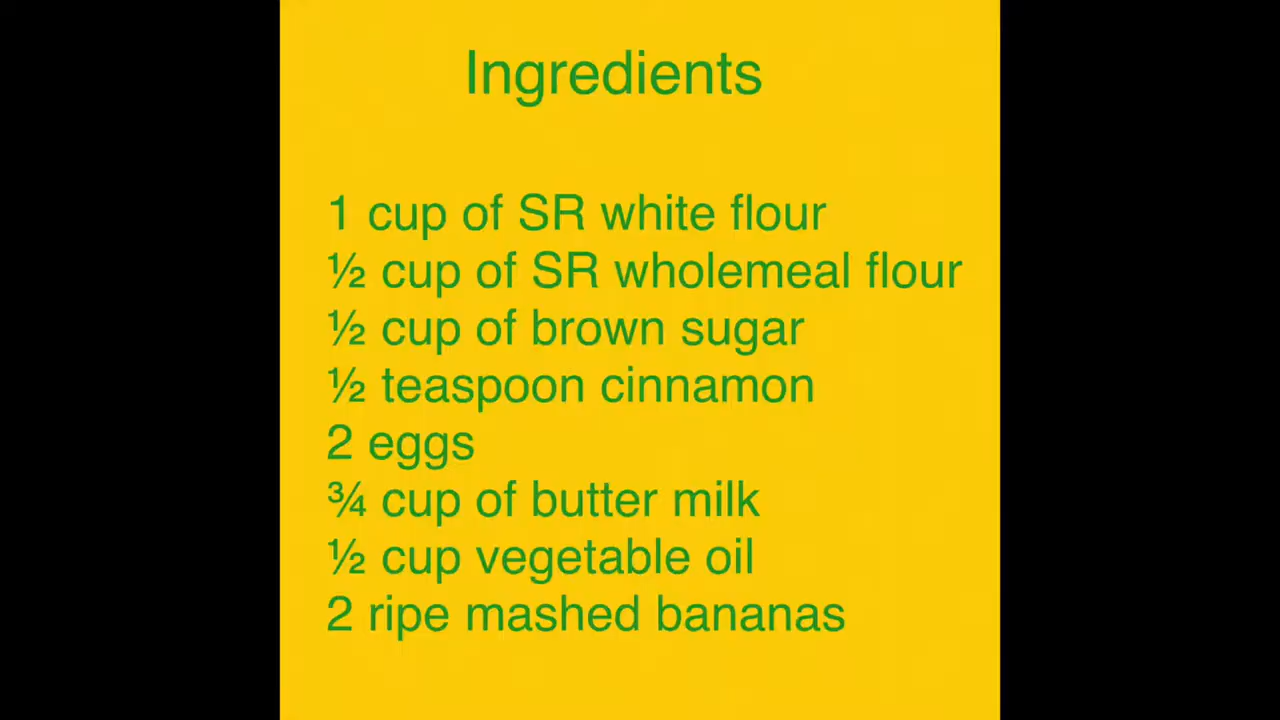 Ingredients
1 cup of SR white flour
½ cup of SR wholemeal flour
½ cup of brown sugar
½ teaspoon cinnamon
2 eggs
¾ cup of butter milk
½ cup vegetable oil
2 ripe mashed bananas